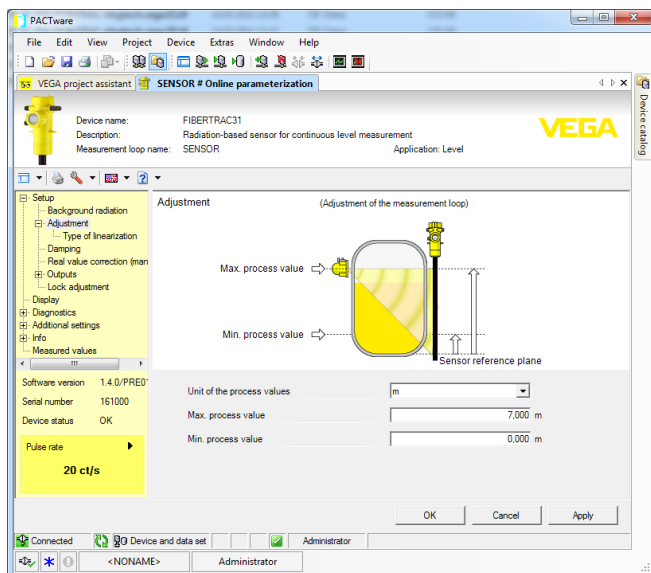 PACTware
File Edit View Project Device Extras Window Help
VEGA project assistant SENSOR # Online parameterization
Device name: FIBERTRAC31
Description: Radiation-based sensor for continuous level measurement
Measurement loop name: SENSOR Application: Level
VEGA
Device catalog
Setup
Background radiation
Adjustment
Type of linearization
Damping
Real value correction (man
Outputs
Lock adjustment
Display
Diagnostics
Additional settings
Info
Measured values
Software version 1.4.0/PRE0
Serial number 161000
Device status OK
Pulse rate
20 ct/s
Adjustment (Adjustment of the measurement loop)
Max. process value
Min. process value
Sensor reference plane
Unit of the process values m
Max. process value 7,000 m
Min. process value 0,000 m
OK Cancel Apply
Connected Device and data set Administrator
<NONAME> Administrator